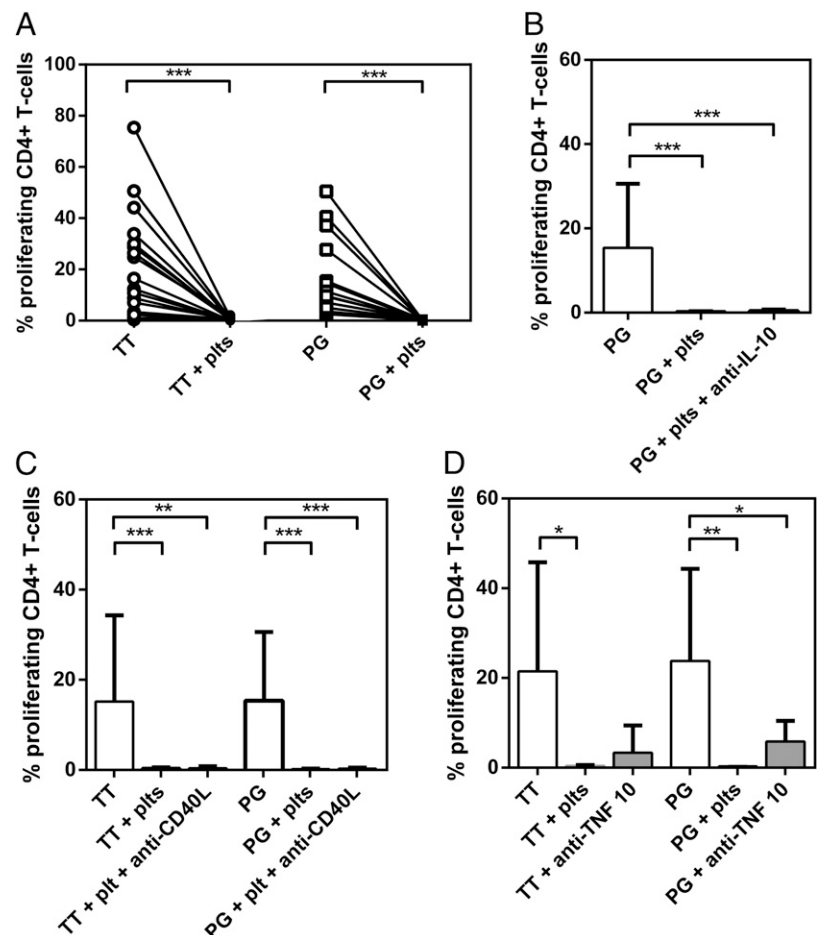 A
% proliferating CD4+ T-cells
100
80
60
40
20
0
***
***
TT
TT + plts
PG
PG + plts
B
% proliferating CD4+ T-cells
60
40
20
0
***
***
PG
PG + plts
PG + plts + anti-IL-10
C
% proliferating CD4+ T-cells
60
40
20
0
**
***
***
***
TT
TT + plts
TT + plt + anti-CD40L
PG
PG + plts
PG + plt + anti-CD40L
D
% proliferating CD4+ T-cells
60
40
20
0
*
*
**
TT
TT + plts
TT + anti-TNF 10
PG
PG + plts
PG + anti-TNF 10